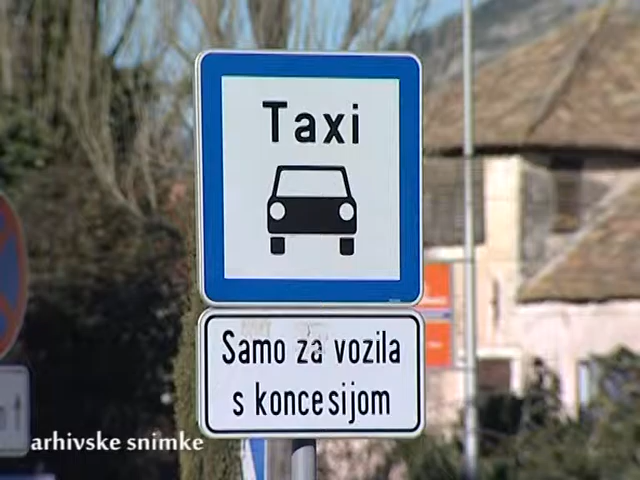 Taxi
Samo za vozila
s koncesijom
arhivske snimke